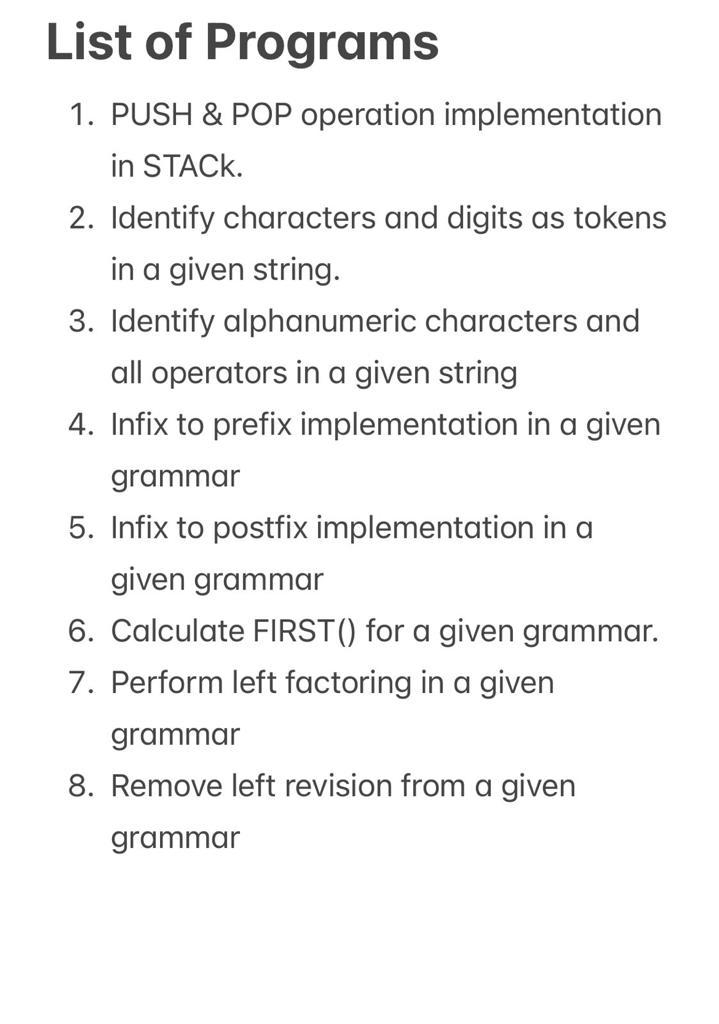 List of Programs
1. PUSH & POP operation implementation
in STACk.
2. Identify characters and digits as tokens
in a given string.
3. Identify alphanumeric characters and
all operators in a given string
4. Infix to prefix implementation in a given
grammar
5. Infix to postfix implementation in a
given grammar
6. Calculate FIRST() for a given grammar.
7. Perform left factoring in a given
grammar
8. Remove left revision from a given
grammar